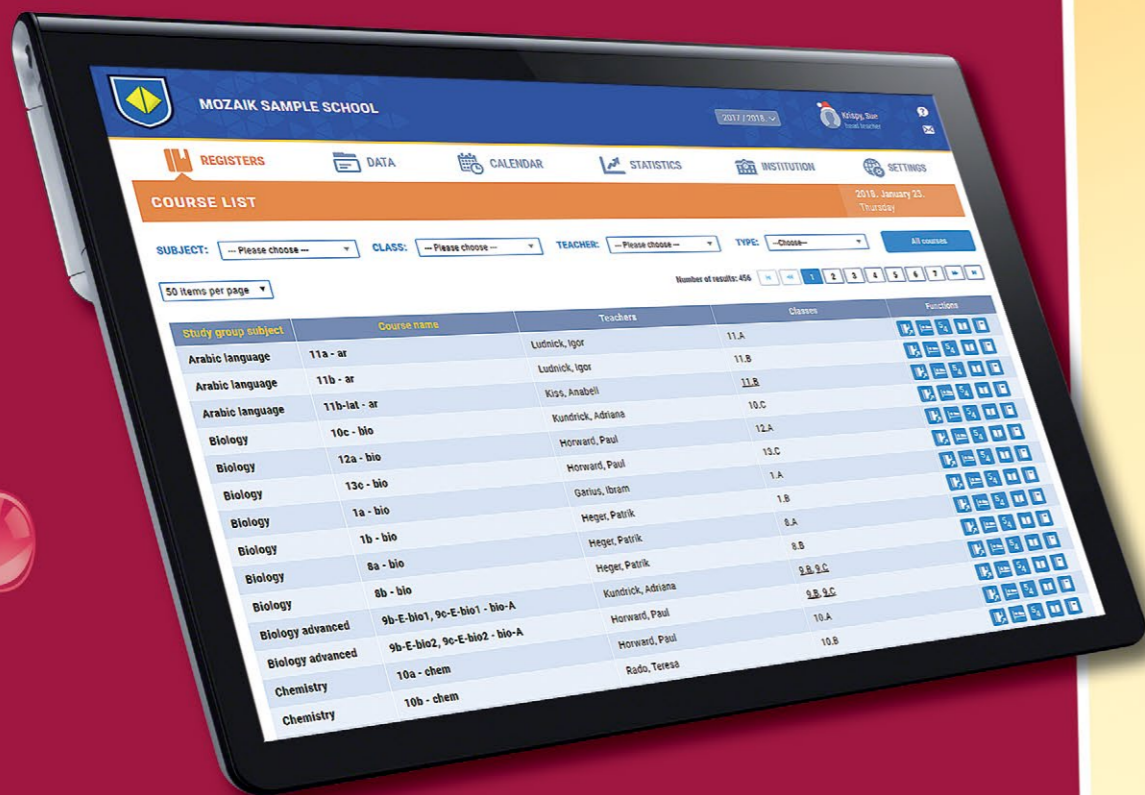 MOZAIK SAMPLE SCHOOL
2017 / 2018
Krispy, Sue
head teacher
REGISTERS DATA CALENDAR STATISTICS INSTITUTION SETTINGS
COURSE LIST
2018. January 23.
Thursday
SUBJECT: --- Please choose --- CLASS: --- Please choose --- TEACHER: --- Please choose --- TYPE: ---Choose--- All courses
50 items per page Number of results: 456 1 2 3 4 5 6 7
Study group subject Course name Teachers Classes Functions
Arabic language 11a - ar Ludnick, Igor 11.A
Arabic language 11b - ar Ludnick, Igor 11.B
Arabic language 11b-lat - ar Kiss, Anabell 11.B
Biology 10c - bio Kundrick, Adriana 10.C
Biology 12a - bio Horward, Paul 12.A
Biology 13c - bio Horward, Paul 13.C
Biology 1a - bio Garius, Ibram 1.A
Biology 1b - bio Heger, Patrik 1.B
Biology 8a - bio Heger, Patrik 8.A
Biology 8b - bio Heger, Patrik 8.B
Biology advanced 9b-E-bio1, 9c-E-bio1 - bio-A Kundrick, Adriana 9.B, 9.C
Biology advanced 9b-E-bio2, 9c-E-bio2 - bio-A Horward, Paul 9.B, 9.C
Chemistry 10a - chem Horward, Paul 10.A
Chemistry 10b - chem Rado, Teresa 10.B